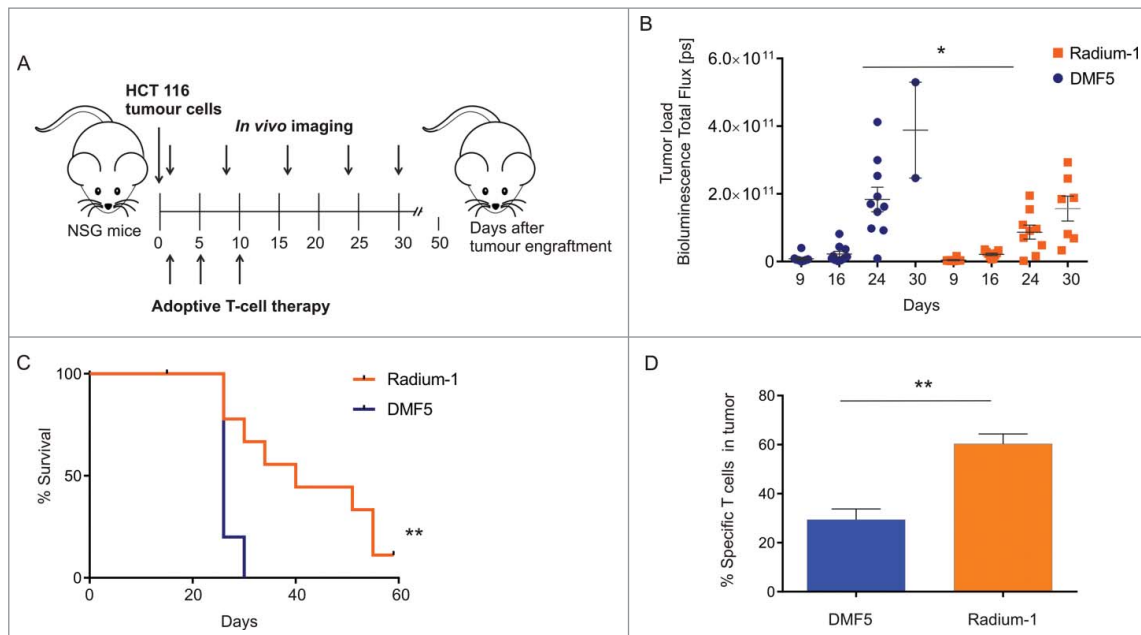 A
HCT 116
tumour cells
In vivo imaging
NSG mice
0 5 10 15 20 25 30 50
Days after
tumour engraftment
Adoptive T-cell therapy
B
Tumor load
Bioluminescence Total Flux [ps]
6.0×10¹¹
4.0×10¹¹
2.0×10¹¹
0
*
Radium-1
DMF5
9 16 24 30 9 16 24 30
Days
C
% Survival
100
50
0
Radium-1
DMF5
**
0 20 40 60
Days
D
% Specific T cells in tumor
80
60
40
20
0
**
DMF5 Radium-1